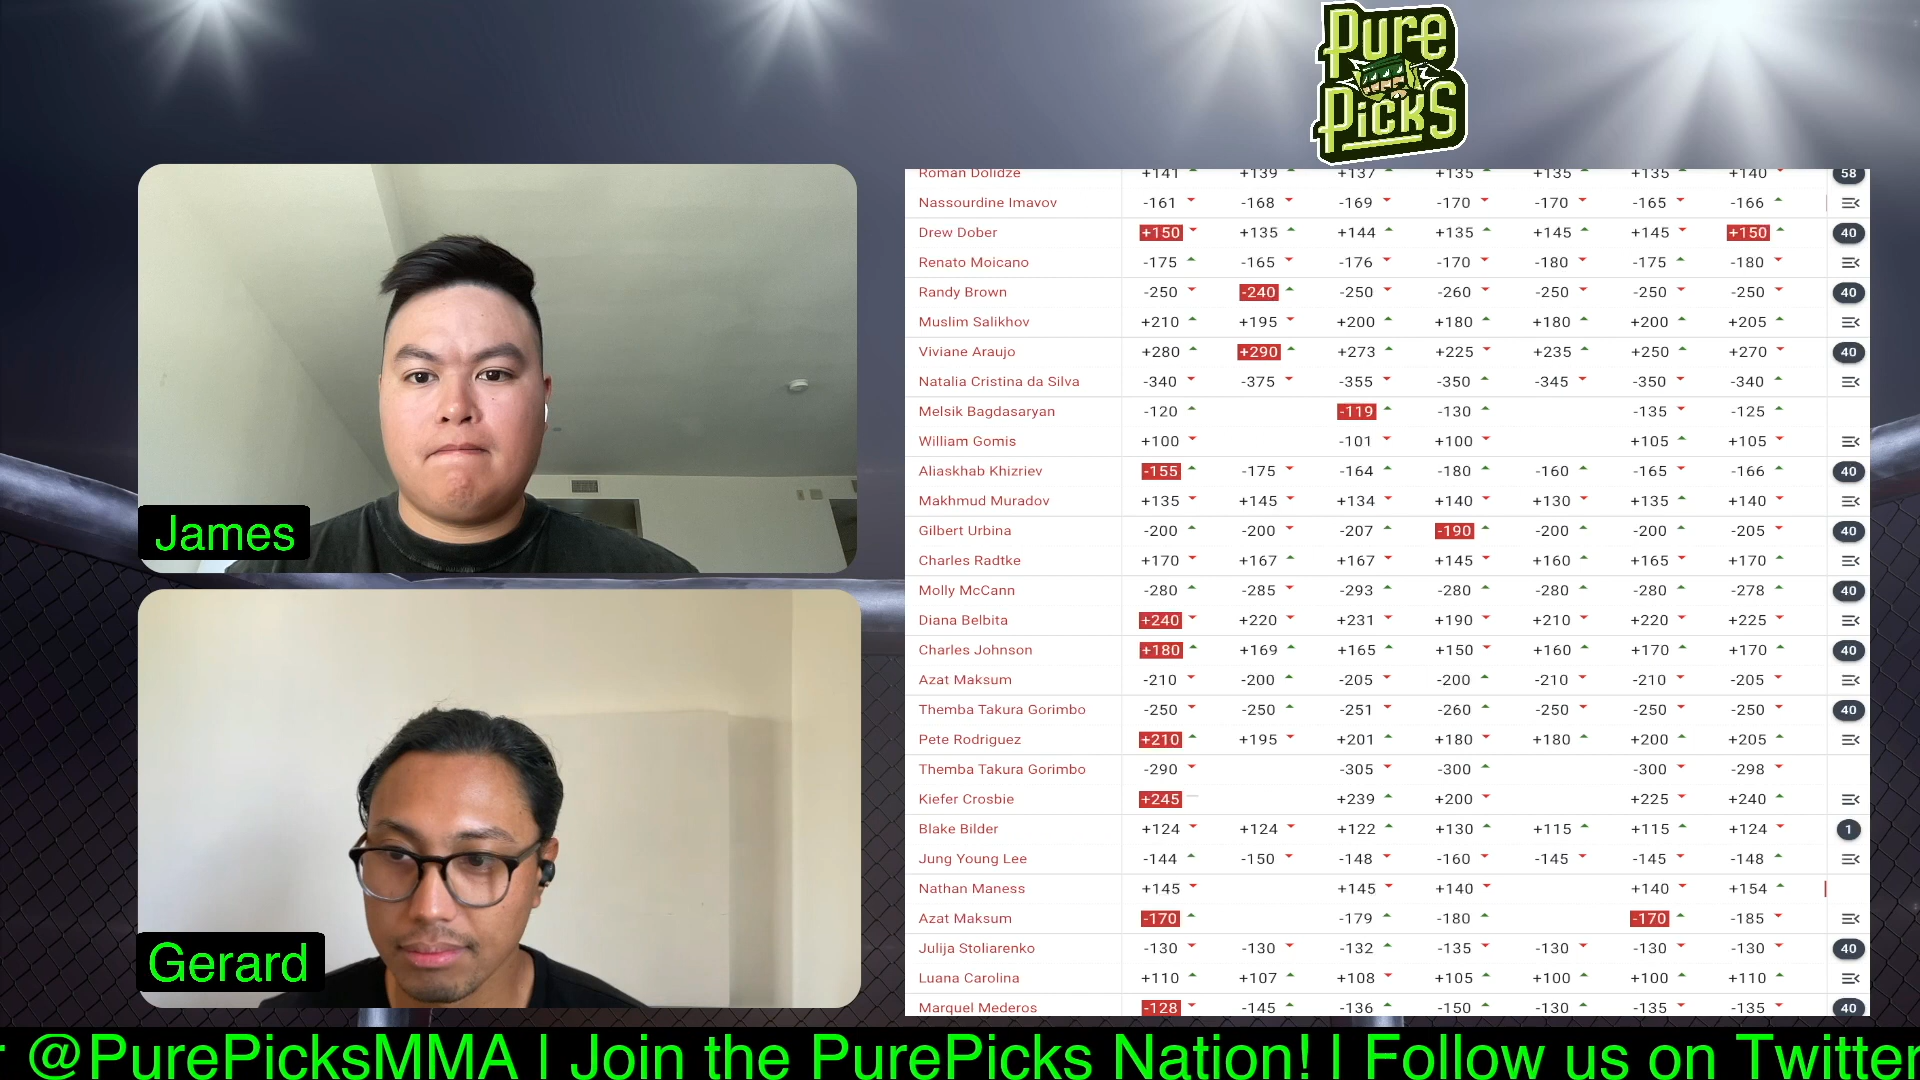 Pure
Picks
James
Gerard
Roman Dolidze +141 +139 +137 +135 +135 +135 +140 58
Nassourdine Imavov -161 -168 -169 -170 -170 -165 -166
Drew Dober +150 +135 +144 +135 +145 +145 +150 40
Renato Moicano -175 -165 -176 -170 -180 -175 -180
Randy Brown -250 -240 -250 -260 -250 -250 -250 40
Muslim Salikhov +210 +195 +200 +180 +180 +200 +205
Viviane Araujo +280 +290 +273 +225 +235 +250 +270 40
Natalia Cristina da Silva -340 -375 -355 -350 -345 -350 -340
Melsik Bagdasaryan -120 -119 -130 -135 -125
William Gomis +100 -101 +100 +105 +105
Aliaskhab Khizriev -155 -175 -164 -180 -160 -165 -166 40
Makhmud Muradov +135 +145 +134 +140 +130 +135 +140
Gilbert Urbina -200 -200 -207 -190 -200 -200 -205 40
Charles Radtke +170 +167 +167 +145 +160 +165 +170
Molly McCann -280 -285 -293 -280 -280 -280 -278 40
Diana Belbita +240 +220 +231 +190 +210 +220 +225
Charles Johnson +180 +169 +165 +150 +160 +170 +170 40
Azat Maksum -210 -200 -205 -200 -210 -210 -205
Themba Takura Gorimbo -250 -250 -251 -260 -250 -250 -250 40
Pete Rodriguez +210 +195 +201 +180 +180 +200 +205
Themba Takura Gorimbo -290 -305 -300 -300 -298
Kiefer Crosbie +245 +239 +200 +225 +240
Blake Bilder +124 +124 +122 +130 +115 +115 +124 1
Jung Young Lee -144 -150 -148 -160 -145 -145 -148
Nathan Maness +145 +145 +140 +140 +154
Azat Maksum -170 -179 -180 -170 -185
Julija Stoliarenko -130 -130 -132 -135 -130 -130 -130 40
Luana Carolina +110 +107 +108 +105 +100 +100 +110
Marquel Mederos -128 -145 -136 -150 -130 -135 -135 40
r @PurePicksMMA | Join the PurePicks Nation! | Follow us on Twitter